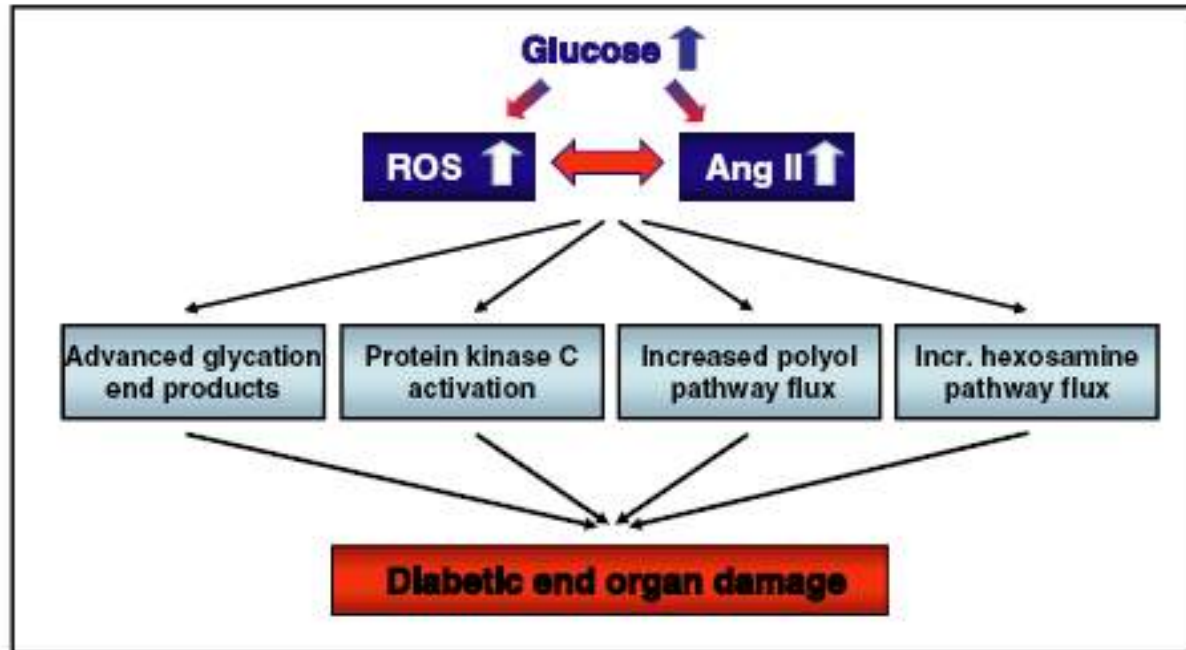 Glucose
ROS
Ang II
Advanced glycation
end products
Protein kinase C
activation
Increased polyol
pathway flux
Incr. hexosamine
pathway flux
Diabetic end organ damage